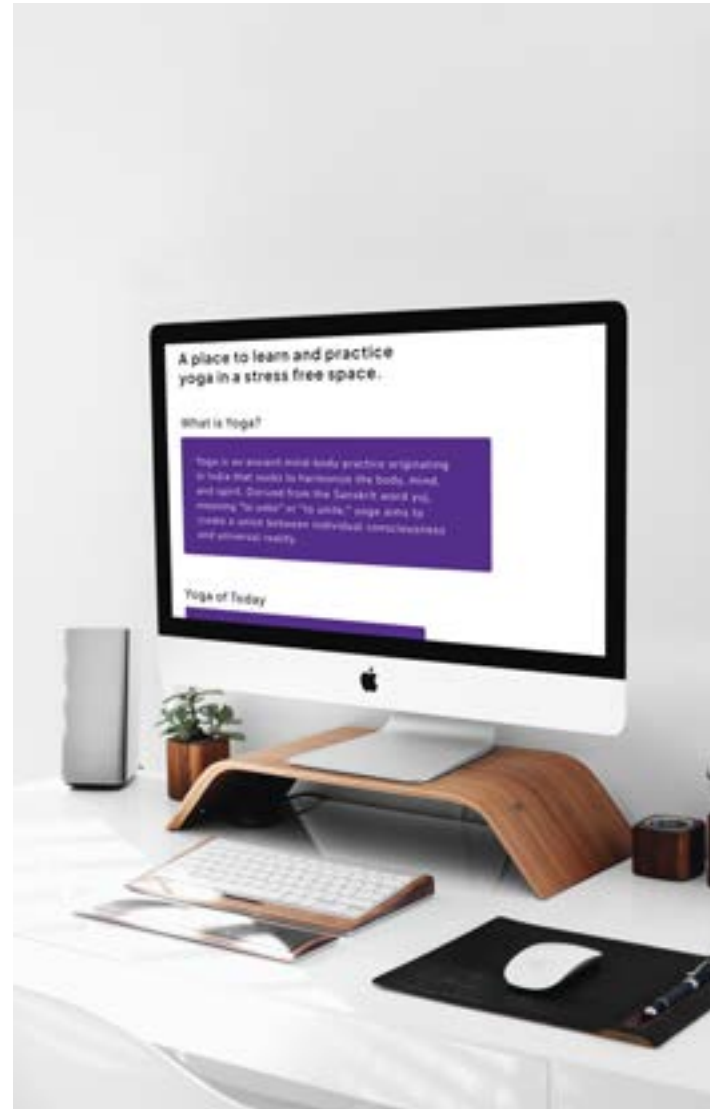 A place to learn and practice
yoga in a stress free space.
What is Yoga?
Yoga is an ancient mind-body practice originating
in India that seeks to harmonize the body, mind,
and spirit. Derived from the Sanskrit word yuj,
meaning "to yoke" or "to unite," yoga aims to
create a union between individual consciousness
and universal reality.
Yoga of Today